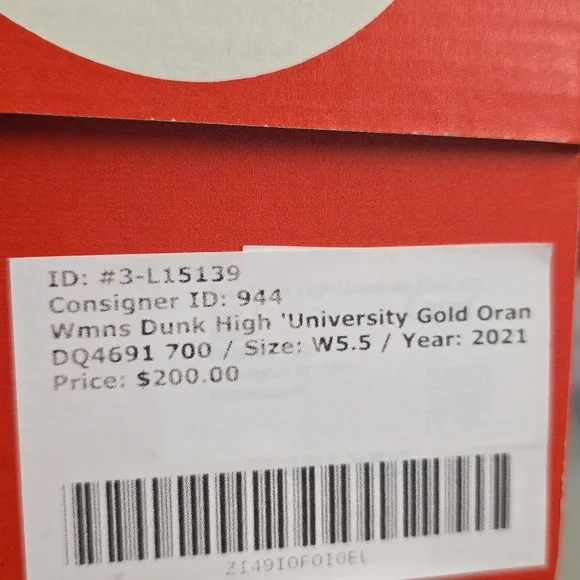 ID: #3-L15139
Consigner ID: 944
Wmns Dunk High 'University Gold Oran
DQ4691 700 / Size: W5.5 / Year: 2021
Price: $200.00